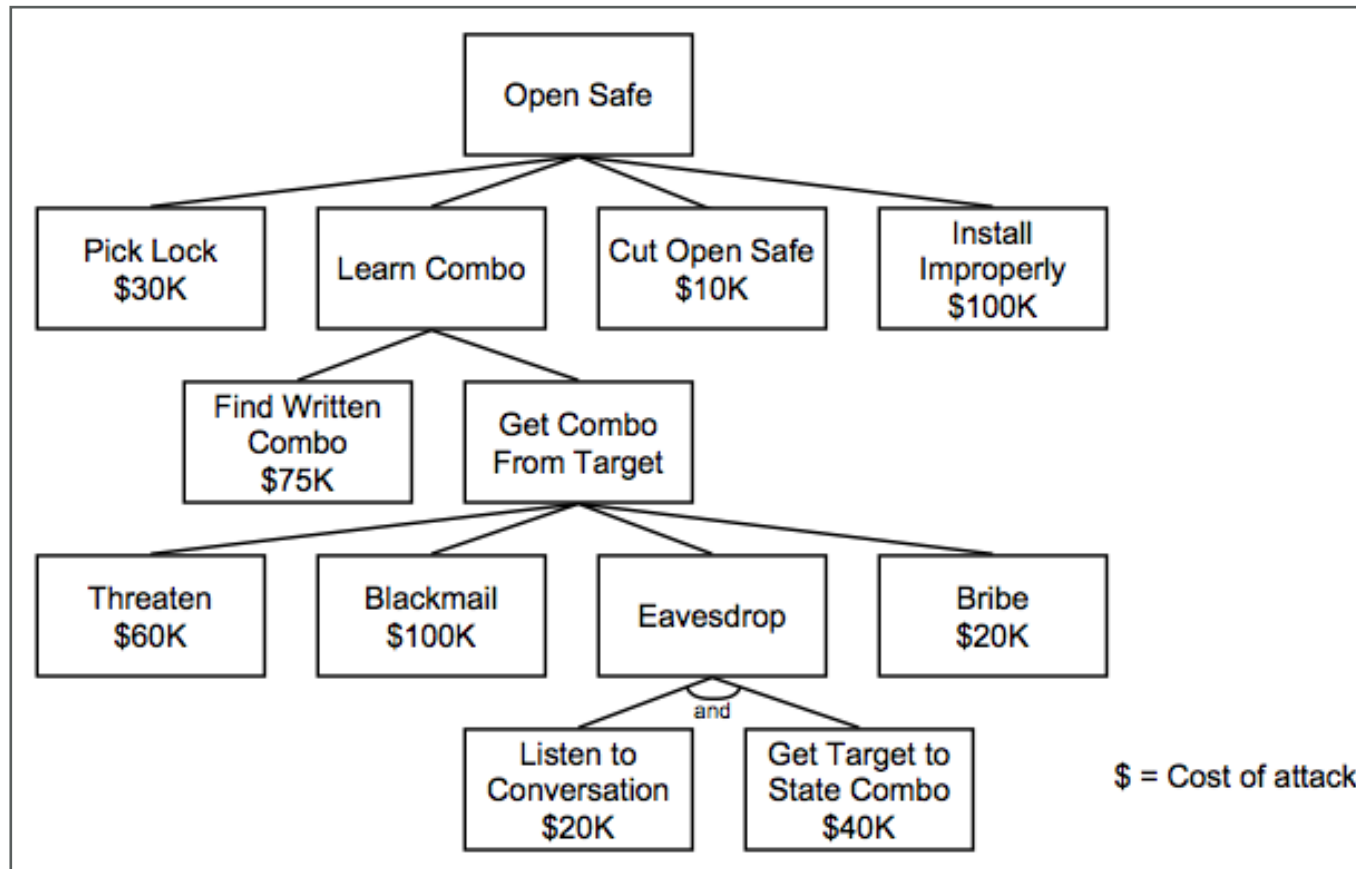 Open Safe
Pick Lock
$30K
Learn Combo
Cut Open Safe
$10K
Install
Improperly
$100K
Find Written
Combo
$75K
Get Combo
From Target
Threaten
$60K
Blackmail
$100K
Eavesdrop
Bribe
$20K
and
Listen to
Conversation
$20K
Get Target to
State Combo
$40K
$ = Cost of attack